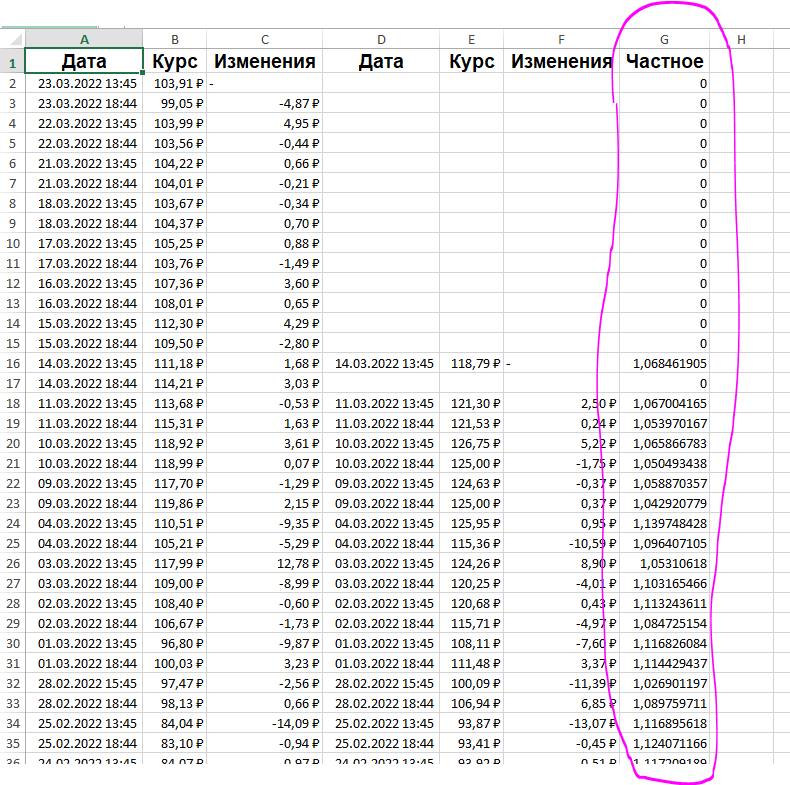 A B C D E F G H
1 Дата Курс Изменения Дата Курс Изменения Частное
2 23.03.2022 13:45 103,91 ₽ - 0
3 23.03.2022 18:44 99,05 ₽ -4,87 ₽ 0
4 22.03.2022 13:45 103,99 ₽ 4,95 ₽ 0
5 22.03.2022 18:44 103,56 ₽ -0,44 ₽ 0
6 21.03.2022 13:45 104,22 ₽ 0,66 ₽ 0
7 21.03.2022 18:44 104,01 ₽ -0,21 ₽ 0
8 18.03.2022 13:45 103,67 ₽ -0,34 ₽ 0
9 18.03.2022 18:44 104,37 ₽ 0,70 ₽ 0
10 17.03.2022 13:45 105,25 ₽ 0,88 ₽ 0
11 17.03.2022 18:44 103,76 ₽ -1,49 ₽ 0
12 16.03.2022 13:45 107,36 ₽ 3,60 ₽ 0
13 16.03.2022 18:44 108,01 ₽ 0,65 ₽ 0
14 15.03.2022 13:45 112,30 ₽ 4,29 ₽ 0
15 15.03.2022 18:44 109,50 ₽ -2,80 ₽ 0
16 14.03.2022 13:45 111,18 ₽ 1,68 ₽ 14.03.2022 13:45 118,79 ₽ - 1,068461905
17 14.03.2022 18:44 114,21 ₽ 3,03 ₽ 0
18 11.03.2022 13:45 113,68 ₽ -0,53 ₽ 11.03.2022 13:45 121,30 ₽ 2,50 ₽ 1,067004165
19 11.03.2022 18:44 115,31 ₽ 1,63 ₽ 11.03.2022 18:44 121,53 ₽ 0,24 ₽ 1,053970167
20 10.03.2022 13:45 118,92 ₽ 3,61 ₽ 10.03.2022 13:45 126,75 ₽ 5,22 ₽ 1,065866783
21 10.03.2022 18:44 118,99 ₽ 0,07 ₽ 10.03.2022 18:44 125,00 ₽ -1,75 ₽ 1,050493438
22 09.03.2022 13:45 117,70 ₽ -1,29 ₽ 09.03.2022 13:45 124,63 ₽ -0,37 ₽ 1,058870357
23 09.03.2022 18:44 119,86 ₽ 2,15 ₽ 09.03.2022 18:44 125,00 ₽ 0,37 ₽ 1,042920779
24 04.03.2022 13:45 110,51 ₽ -9,35 ₽ 04.03.2022 13:45 125,95 ₽ 0,95 ₽ 1,139748428
25 04.03.2022 18:44 105,21 ₽ -5,29 ₽ 04.03.2022 18:44 115,36 ₽ -10,59 ₽ 1,096407105
26 03.03.2022 13:45 117,99 ₽ 12,78 ₽ 03.03.2022 13:45 124,26 ₽ 8,90 ₽ 1,05310618
27 03.03.2022 18:44 109,00 ₽ -8,99 ₽ 03.03.2022 18:44 120,25 ₽ -4,01 ₽ 1,103165466
28 02.03.2022 13:45 108,40 ₽ -0,60 ₽ 02.03.2022 13:45 120,68 ₽ 0,43 ₽ 1,113243611
29 02.03.2022 18:44 106,67 ₽ -1,73 ₽ 02.03.2022 18:44 115,71 ₽ -4,97 ₽ 1,084725154
30 01.03.2022 13:45 96,80 ₽ -9,87 ₽ 01.03.2022 13:45 108,11 ₽ -7,60 ₽ 1,116826084
31 01.03.2022 18:44 100,03 ₽ 3,23 ₽ 01.03.2022 18:44 111,48 ₽ 3,37 ₽ 1,114429437
32 28.02.2022 15:45 97,47 ₽ -2,56 ₽ 28.02.2022 15:45 100,09 ₽ -11,39 ₽ 1,026901197
33 28.02.2022 18:44 98,13 ₽ 0,66 ₽ 28.02.2022 18:44 106,94 ₽ 6,85 ₽ 1,089759711
34 25.02.2022 13:45 84,04 ₽ -14,09 ₽ 25.02.2022 13:45 93,87 ₽ -13,07 ₽ 1,116895618
35 25.02.2022 18:44 83,10 ₽ -0,94 ₽ 25.02.2022 18:44 93,41 ₽ -0,45 ₽ 1,124071166
36 24.02.2022 13:45 84,07 ₽ 0,97 ₽ 24.02.2022 13:45 93,92 ₽ 0,51 ₽ 1,117209189